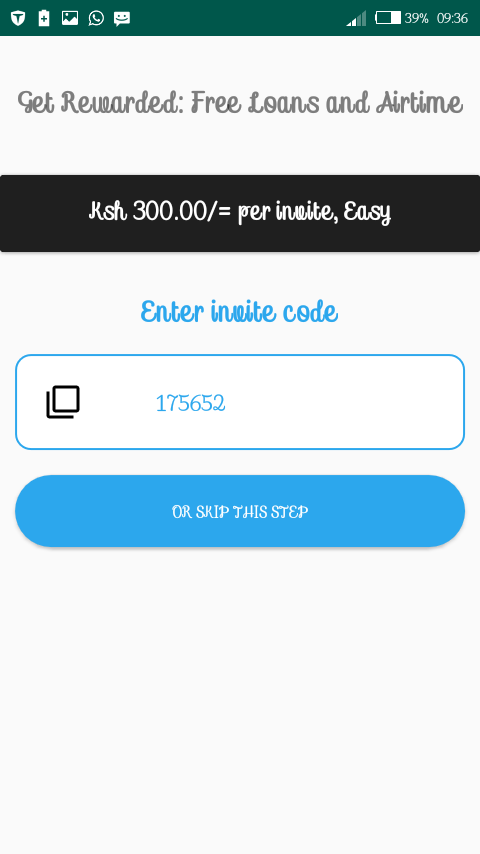 39% 09:36
Get Rewarded: Free Loans and Airtime
Ksh 300.00/= per invite, Easy
Enter invite code
175652
OR SKIP THIS STEP